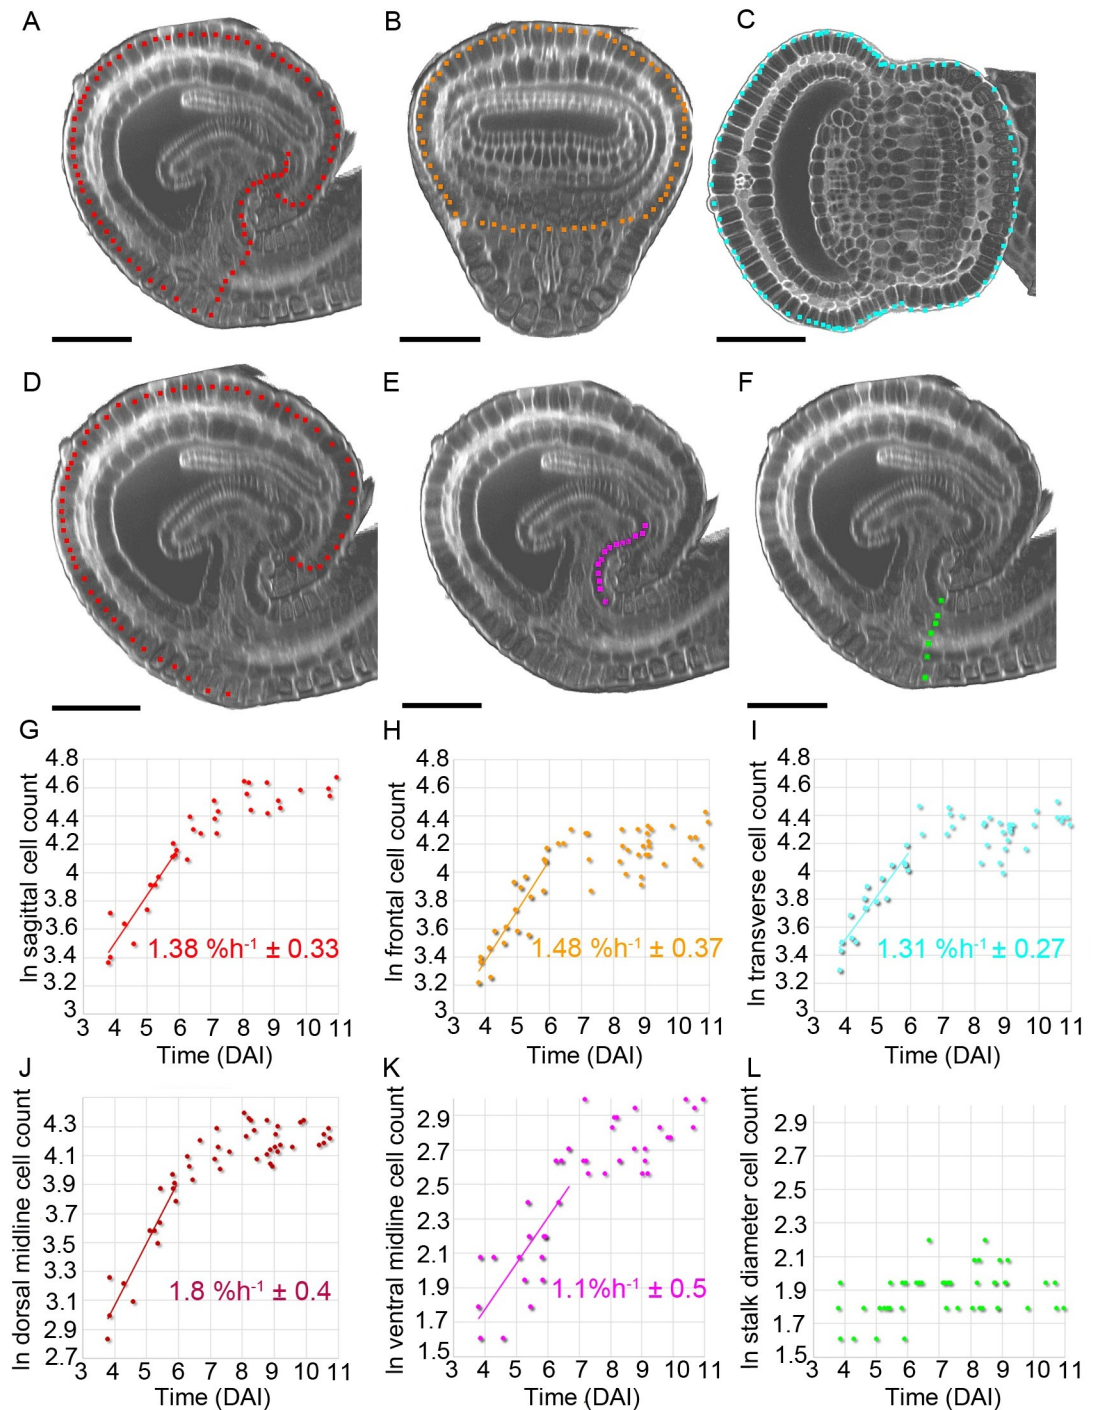 A
B
C
D
E
F
G
H
I
ln sagittal cell count
4.8
4.6
4.4
4.2
4
3.8
3.6
3.4
3.2
3
1.38 %h⁻¹ ± 0.33
3 4 5 6 7 8 9 10 11
Time (DAI)
ln frontal cell count
4.8
4.6
4.4
4.2
4
3.8
3.6
3.4
3.2
3
1.48 %h⁻¹ ± 0.37
3 4 5 6 7 8 9 10 11
Time (DAI)
ln transverse cell count
4.8
4.6
4.4
4.2
4
3.8
3.6
3.4
3.2
3
1.31 %h⁻¹ ± 0.27
3 4 5 6 7 8 9 10 11
Time (DAI)
J
K
L
ln dorsal midline cell count
4.3
4.1
3.9
3.7
3.5
3.3
3.1
2.9
2.7
1.8 %h⁻¹ ± 0.4
3 4 5 6 7 8 9 10 11
Time (DAI)
ln ventral midline cell count
2.9
2.7
2.5
2.3
2.1
1.9
1.7
1.5
1.1%h⁻¹ ± 0.5
3 4 5 6 7 8 9 10 11
Time (DAI)
ln stalk diameter cell count
2.9
2.7
2.5
2.3
2.1
1.9
1.7
1.5
3 4 5 6 7 8 9 10 11
Time (DAI)